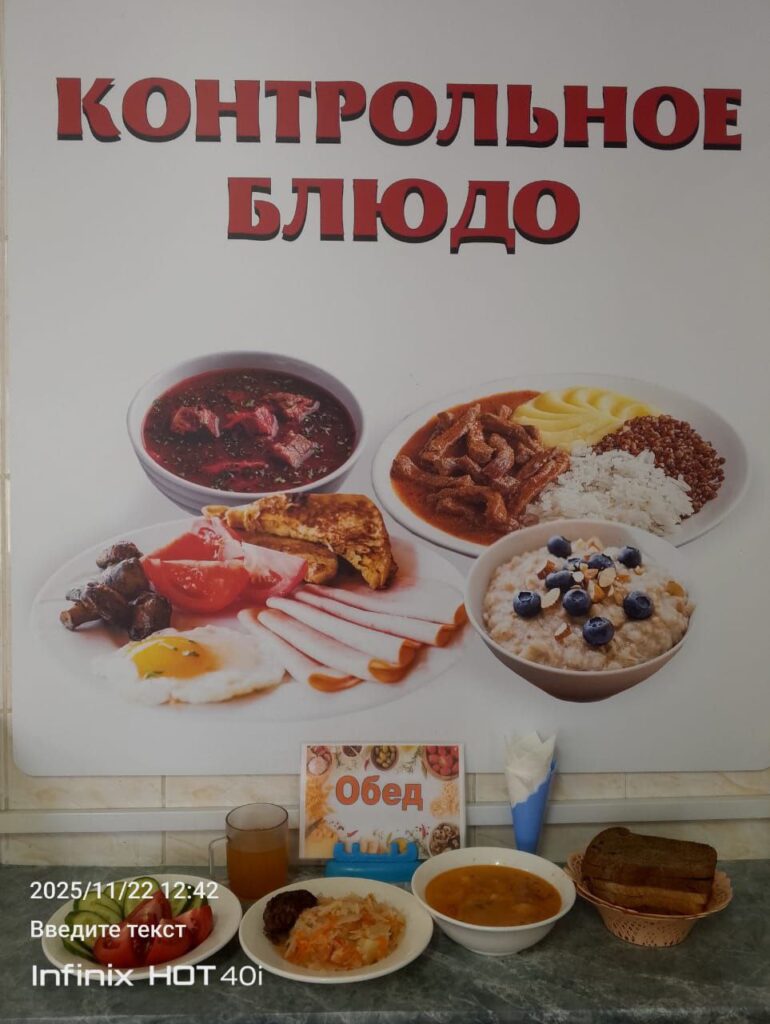 КОНТРОЛЬНОЕ
БЛЮДО
Обед
2025/11/22 12:42
Введите текст
Infinix HOT 40i